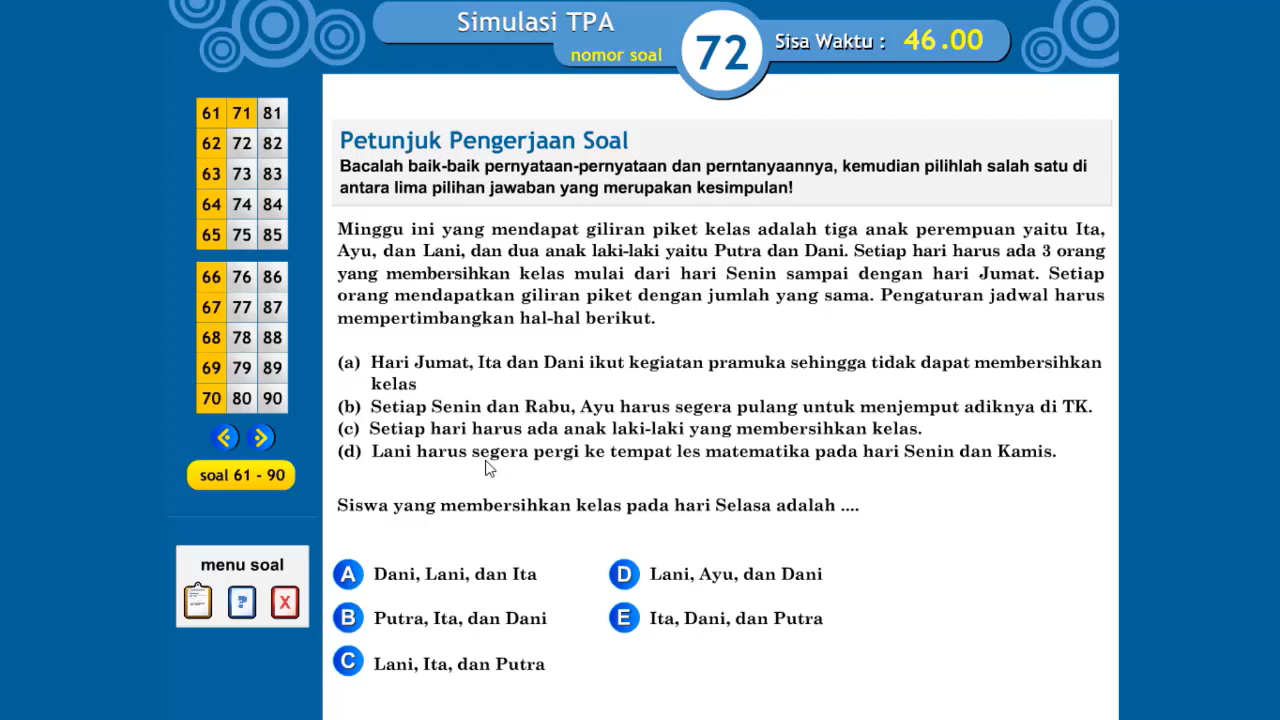 Simulasi TPA
nomor soal
72
Sisa Waktu : 46.00
61 71 81
62 72 82
63 73 83
64 74 84
65 75 85
66 76 86
67 77 87
68 78 88
69 79 89
70 80 90
soal 61 - 90
menu soal
?
X
Petunjuk Pengerjaan Soal
Bacalah baik-baik pernyataan-pernyataan dan perntanyaannya, kemudian pilihlah salah satu di
antara lima pilihan jawaban yang merupakan kesimpulan!
Minggu ini yang mendapat giliran piket kelas adalah tiga anak perempuan yaitu Ita,
Ayu, dan Lani, dan dua anak laki-laki yaitu Putra dan Dani. Setiap hari harus ada 3 orang
yang membersihkan kelas mulai dari hari Senin sampai dengan hari Jumat. Setiap
orang mendapatkan giliran piket dengan jumlah yang sama. Pengaturan jadwal harus
mempertimbangkan hal-hal berikut.
(a) Hari Jumat, Ita dan Dani ikut kegiatan pramuka sehingga tidak dapat membersihkan
kelas
(b) Setiap Senin dan Rabu, Ayu harus segera pulang untuk menjemput adiknya di TK.
(c) Setiap hari harus ada anak laki-laki yang membersihkan kelas.
(d) Lani harus segera pergi ke tempat les matematika pada hari Senin dan Kamis.
Siswa yang membersihkan kelas pada hari Selasa adalah ....
A Dani, Lani, dan Ita
B Putra, Ita, dan Dani
C Lani, Ita, dan Putra
D Lani, Ayu, dan Dani
E Ita, Dani, dan Putra